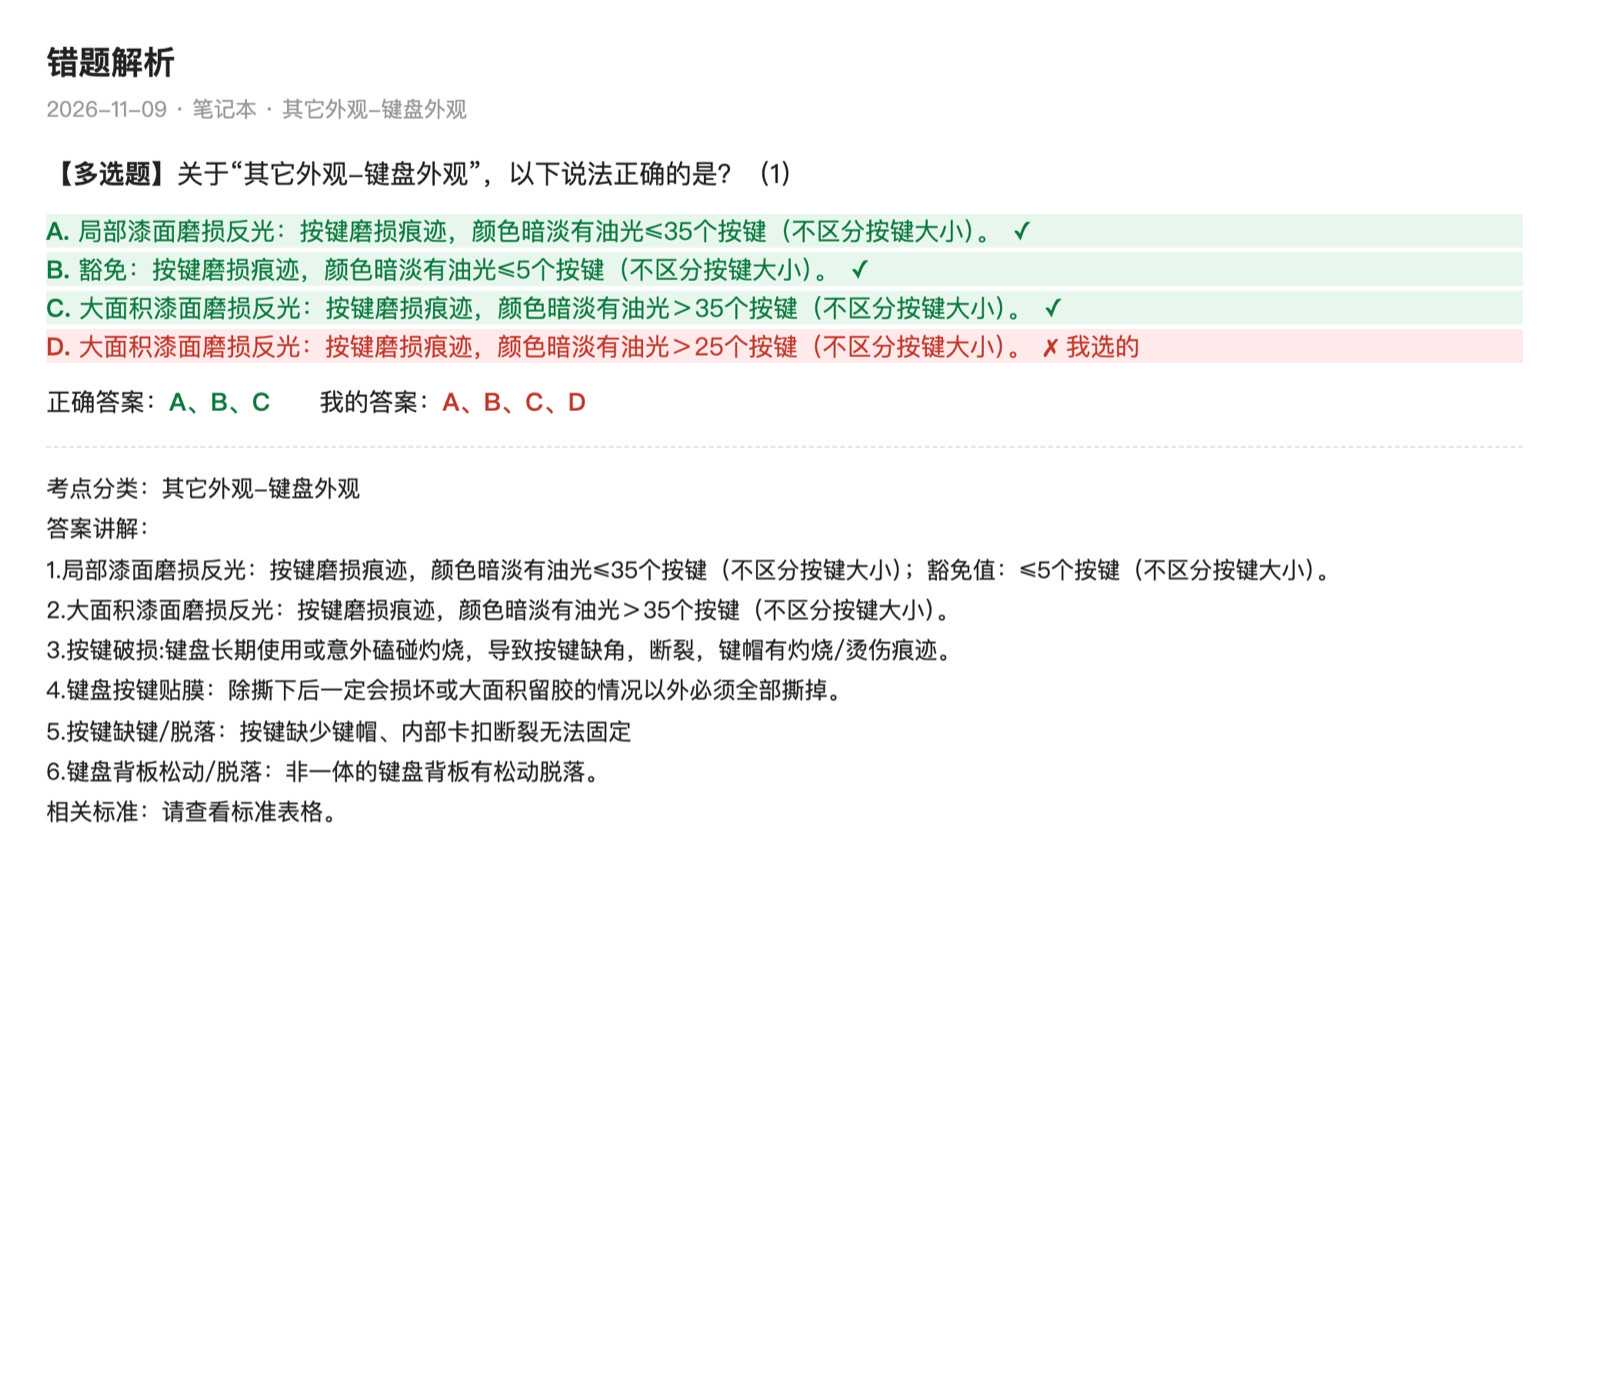 错题解析
2026-11-09 · 笔记本 · 其它外观-键盘外观
【多选题】关于“其它外观-键盘外观”，以下说法正确的是？（1）
A. 局部漆面磨损反光：按键磨损痕迹，颜色暗淡有油光≤35个按键（不区分按键大小）。 ✓
B. 豁免：按键磨损痕迹，颜色暗淡有油光≤5个按键（不区分按键大小）。 ✓
C. 大面积漆面磨损反光：按键磨损痕迹，颜色暗淡有油光＞35个按键（不区分按键大小）。 ✓
D. 大面积漆面磨损反光：按键磨损痕迹，颜色暗淡有油光＞25个按键（不区分按键大小）。 ✗ 我选的
正确答案：A、B、C 我的答案：A、B、C、D
考点分类：其它外观-键盘外观
答案讲解：
1.局部漆面磨损反光：按键磨损痕迹，颜色暗淡有油光≤35个按键（不区分按键大小）；豁免值：≤5个按键（不区分按键大小）。
2.大面积漆面磨损反光：按键磨损痕迹，颜色暗淡有油光＞35个按键（不区分按键大小）。
3.按键破损:键盘长期使用或意外磕碰灼烧，导致按键缺角，断裂，键帽有灼烧/烫伤痕迹。
4.键盘按键贴膜：除撕下后一定会损坏或大面积留胶的情况以外必须全部撕掉。
5.按键缺键/脱落：按键缺少键帽、内部卡扣断裂无法固定
6.键盘背板松动/脱落：非一体的键盘背板有松动脱落。
相关标准：请查看标准表格。